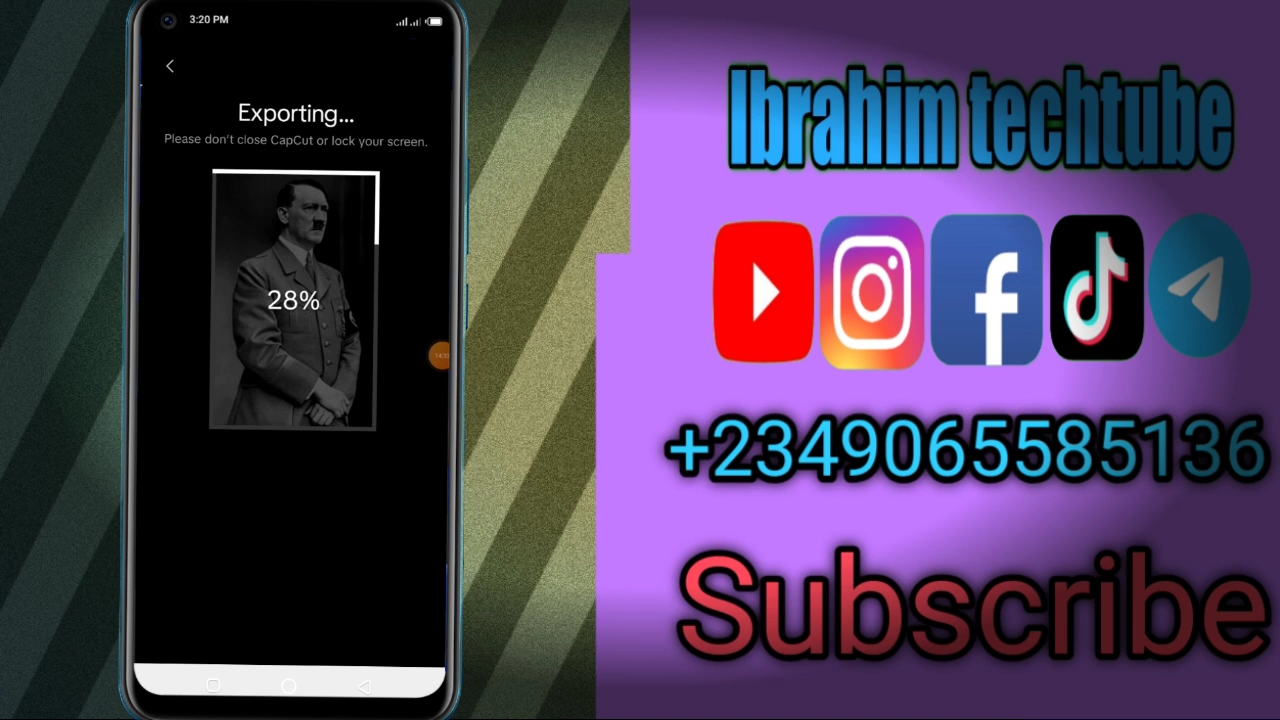 3:20 PM
Exporting...
Please don't close CapCut or lock your screen.
28%
Ibrahim techtube
+2349065585136
Subscribe